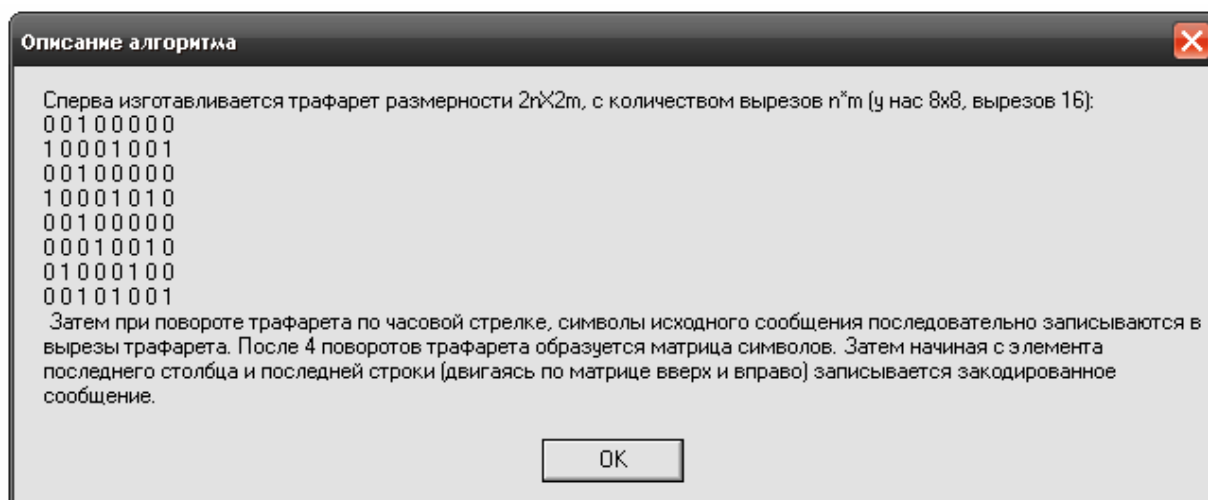 Описание алгоритма
Сперва изготавливается трафарет размерности 2nX2m, с количеством вырезов n*m (у нас 8х8, вырезов 16):
0 0 1 0 0 0 0 0
1 0 0 0 1 0 0 1
0 0 1 0 0 0 0 0
1 0 0 0 1 0 1 0
0 0 1 0 0 0 0 0
0 0 0 1 0 0 1 0
0 1 0 0 0 1 0 0
0 0 1 0 1 0 0 1
Затем при повороте трафарета по часовой стрелке, символы исходного сообщения последовательно записываются в
вырезы трафарета. После 4 поворотов трафарета образуется матрица символов. Затем начиная с элемента
последнего столбца и последней строки (двигаясь по матрице вверх и вправо) записывается закодированное
сообщение.
OK